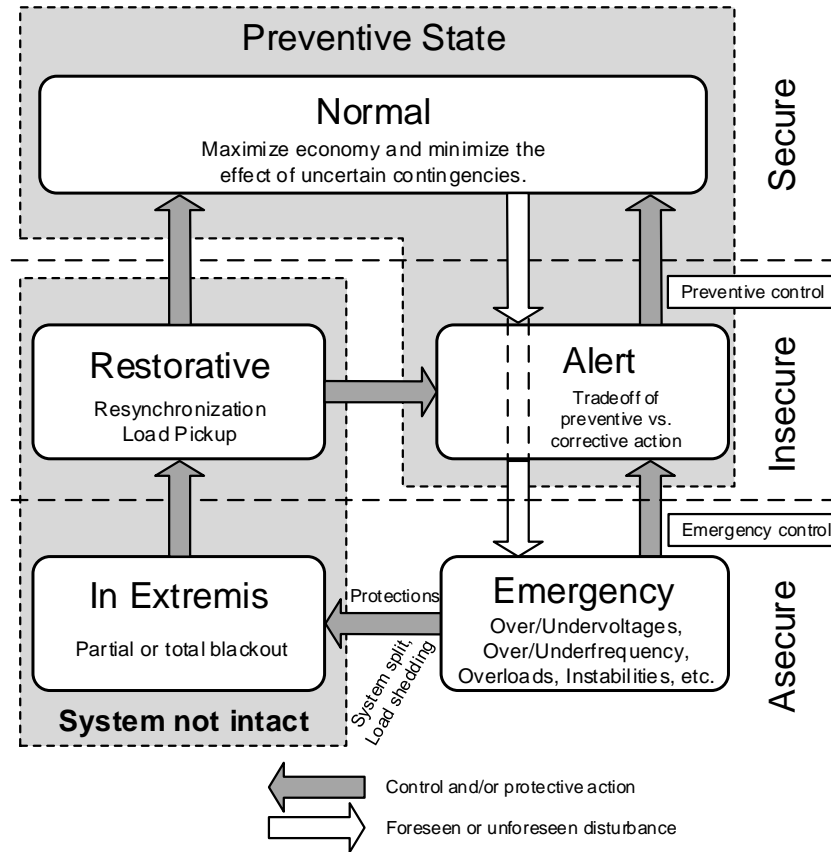 Preventive State
Normal
Maximize economy and minimize the
effect of uncertain contingencies.
Secure
Preventive control
Restorative
Resynchronization
Load Pickup
Alert
Tradeoff of
preventive vs.
corrective action
Insecure
Emergency control
In Extremis
Partial or total blackout
System not intact
Protections
System split,
Load shedding
Emergency
Over/Undervoltages,
Over/Underfrequency,
Overloads, Instabilities, etc.
Asecure
Control and/or protective action
Foreseen or unforeseen disturbance